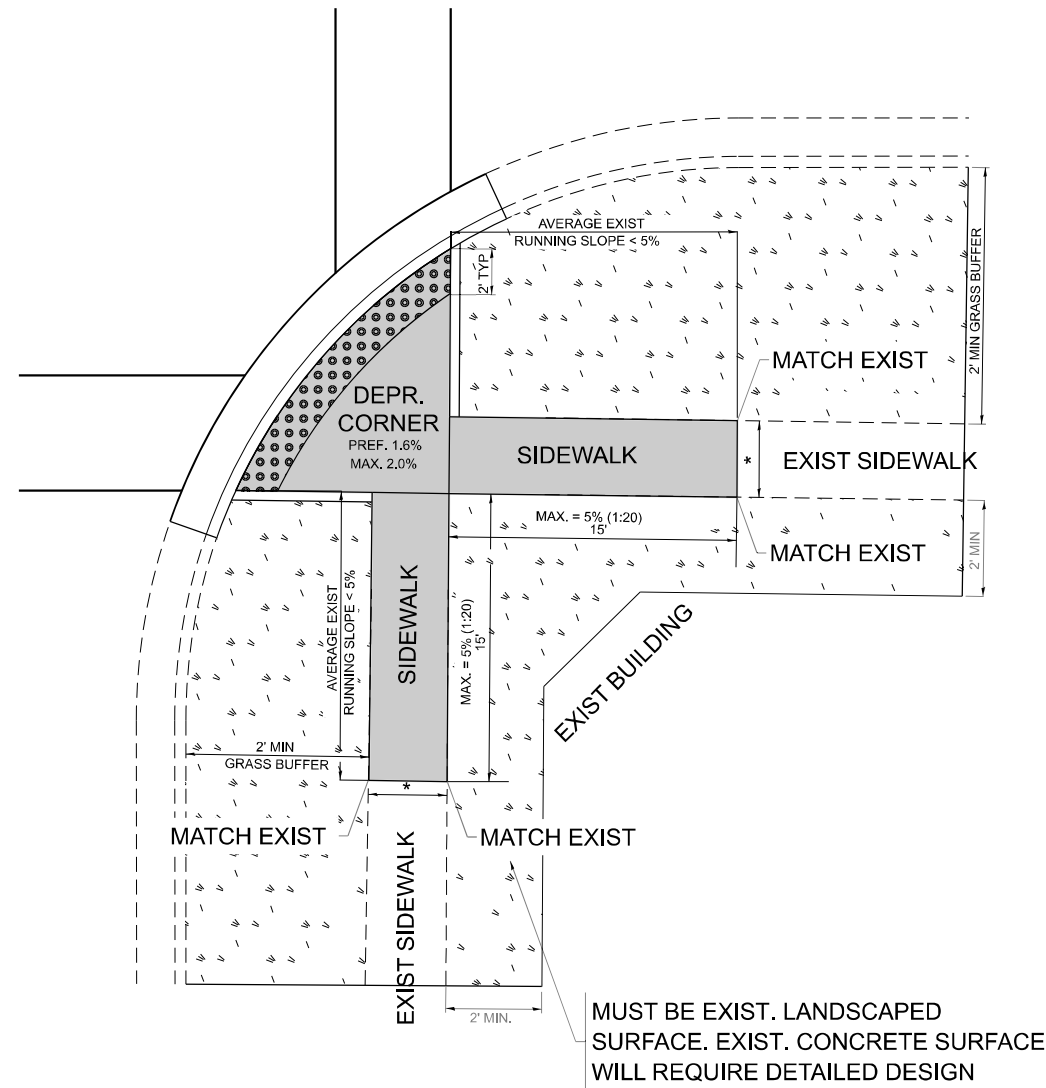 AVERAGE EXIST
RUNNING SLOPE < 5%
2' TYP
2' MIN GRASS BUFFER
MATCH EXIST
DEPR.
CORNER
PREF. 1.6%
MAX. 2.0%
SIDEWALK
*
EXIST SIDEWALK
MAX. = 5% (1:20)
15'
MATCH EXIST
2' MIN
AVERAGE EXIST
RUNNING SLOPE < 5%
SIDEWALK
MAX. = 5% (1:20)
15'
EXIST BUILDING
2' MIN
GRASS BUFFER
*
MATCH EXIST
MATCH EXIST
EXIST SIDEWALK
2' MIN.
MUST BE EXIST. LANDSCAPED
SURFACE. EXIST. CONCRETE SURFACE
WILL REQUIRE DETAILED DESIGN